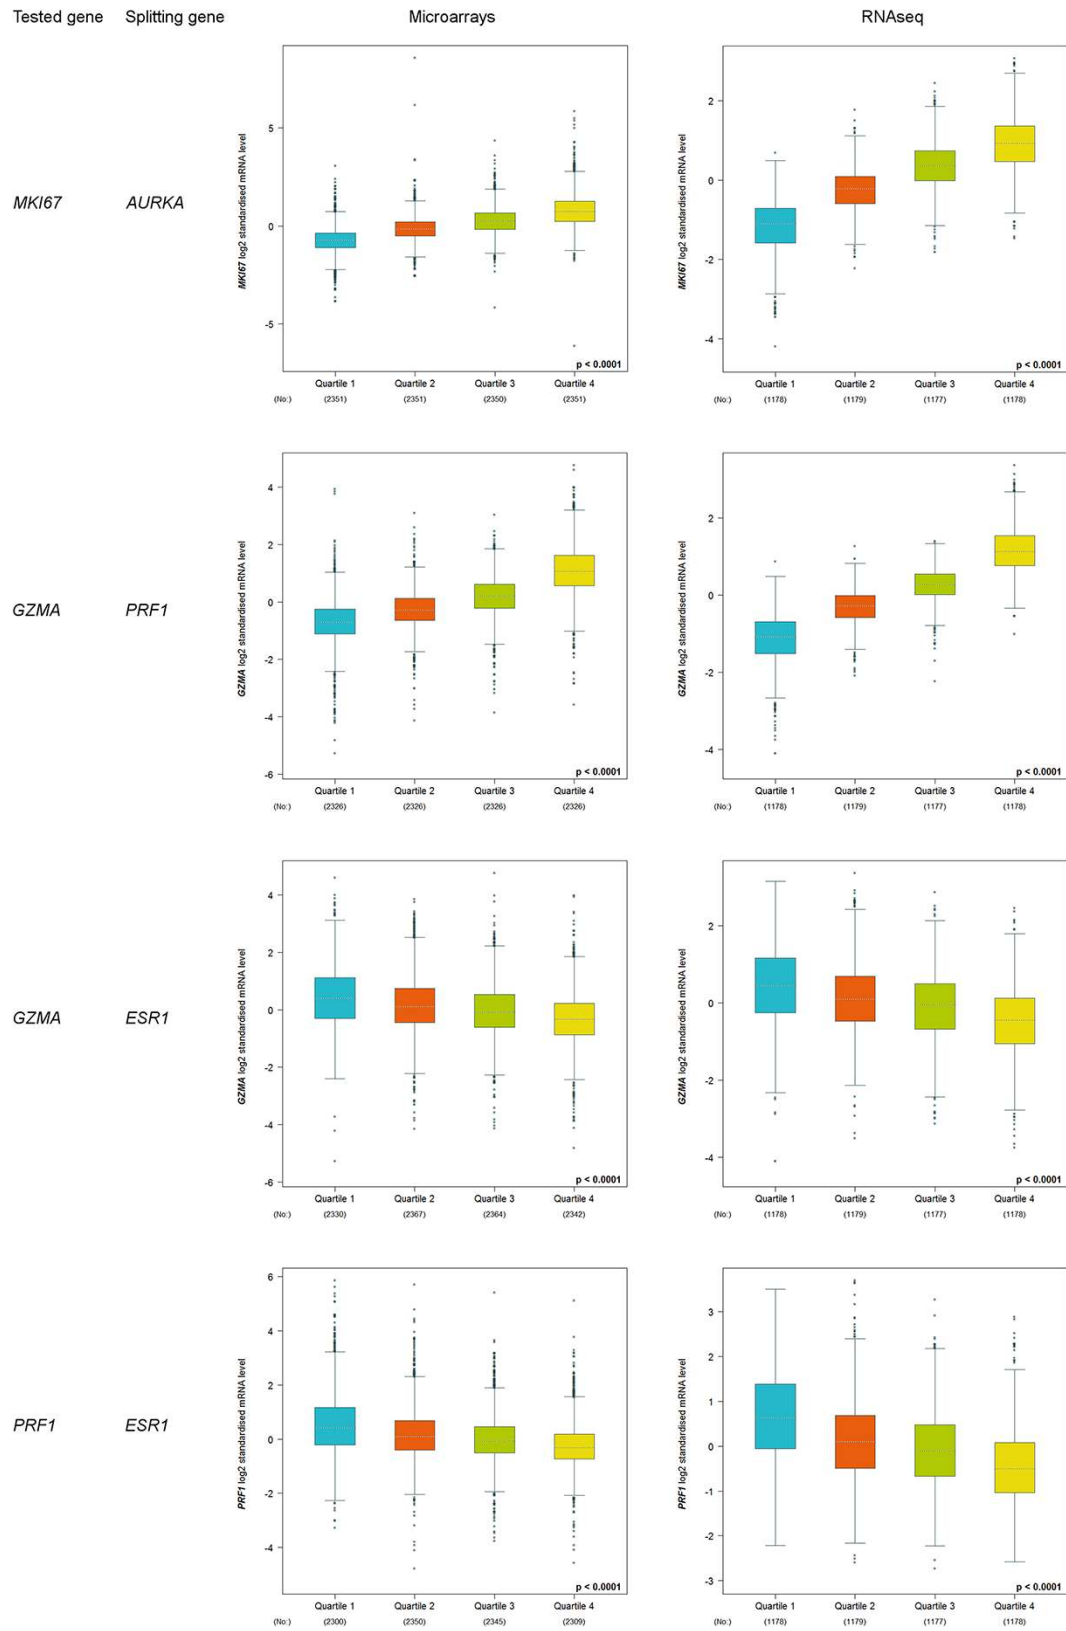 Tested gene Splitting gene Microarrays RNAseq
MKI67 AURKA
MKI67 log2 standardised mRNA level
5
0
-5
p < 0.0001
Quartile 1 Quartile 2 Quartile 3 Quartile 4
(No:) (2351) (2351) (2350) (2351)
MKI67 log2 standardised mRNA level
2
0
-2
-4
p < 0.0001
Quartile 1 Quartile 2 Quartile 3 Quartile 4
(No:) (1178) (1179) (1177) (1178)
GZMA PRF1
GZMA log2 standardised mRNA level
4
2
0
-2
-4
-6
p < 0.0001
Quartile 1 Quartile 2 Quartile 3 Quartile 4
(No:) (2326) (2326) (2326) (2326)
GZMA log2 standardised mRNA level
2
0
-2
-4
p < 0.0001
Quartile 1 Quartile 2 Quartile 3 Quartile 4
(No:) (1178) (1179) (1177) (1178)
GZMA ESR1
GZMA log2 standardised mRNA level
4
2
0
-2
-4
-6
p < 0.0001
Quartile 1 Quartile 2 Quartile 3 Quartile 4
(No:) (2330) (2367) (2364) (2342)
GZMA log2 standardised mRNA level
2
0
-2
-4
p < 0.0001
Quartile 1 Quartile 2 Quartile 3 Quartile 4
(No:) (1178) (1179) (1177) (1178)
PRF1 ESR1
PRF1 log2 standardised mRNA level
6
4
2
0
-2
-4
p < 0.0001
Quartile 1 Quartile 2 Quartile 3 Quartile 4
(No:) (2300) (2350) (2345) (2309)
PRF1 log2 standardised mRNA level
3
2
1
0
-1
-2
-3
p < 0.0001
Quartile 1 Quartile 2 Quartile 3 Quartile 4
(No:) (1178) (1179) (1177) (1178)